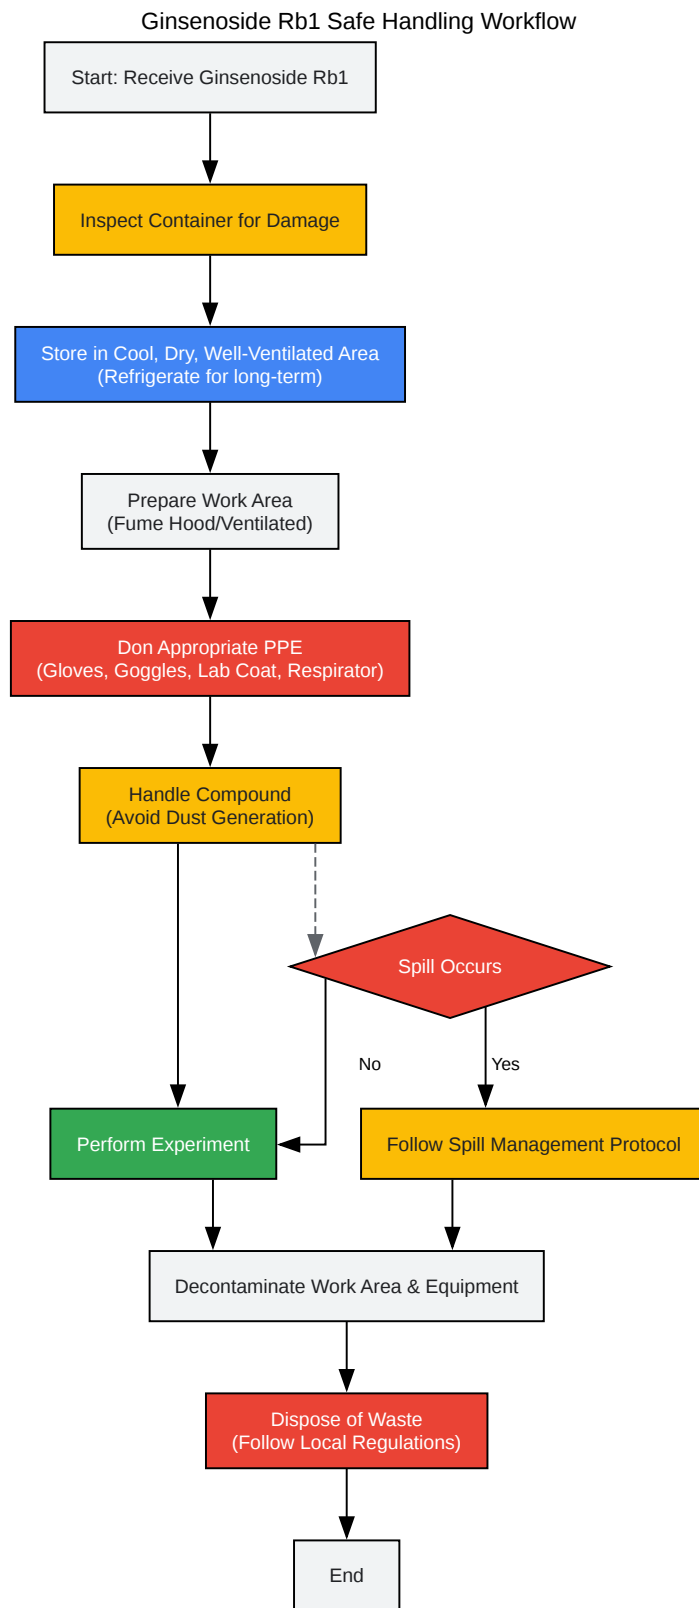 Ginsenoside Rb1 Safe Handling Workflow
Start: Receive Ginsenoside Rb1
Inspect Container for Damage
Store in Cool, Dry, Well-Ventilated Area
(Refrigerate for long-term)
Prepare Work Area
(Fume Hood/Ventilated)
Don Appropriate PPE
(Gloves, Goggles, Lab Coat, Respirator)
Handle Compound
(Avoid Dust Generation)
Spill Occurs
No
Yes
Perform Experiment
Follow Spill Management Protocol
Decontaminate Work Area & Equipment
Dispose of Waste
(Follow Local Regulations)
End